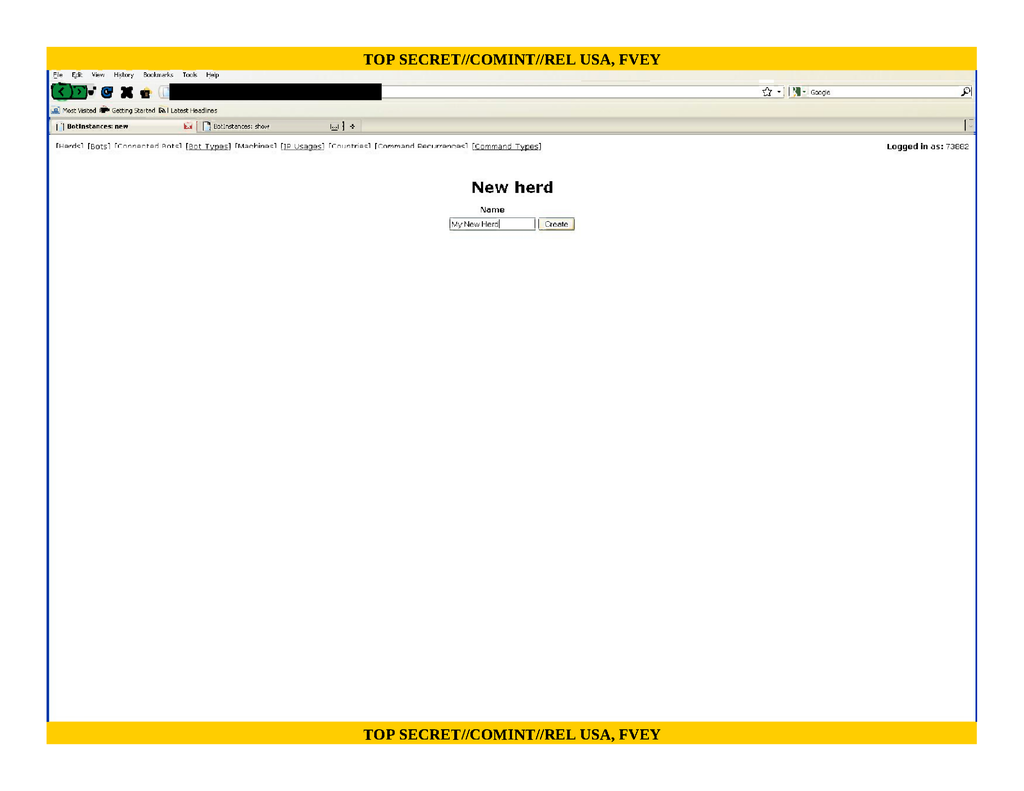 TOP SECRET//COMINT//REL USA, FVEY
File Edit View History Bookmarks Tools Help
Google
Most Visited Getting Started Latest Headlines
BotInstances: new BotInstances: show
[Herds] [Bots] [Connected Bots] [Bot Types] [Machines] [IP Usages] [Countries] [Command Recurrences] [Command Types] Logged in as: 73882
New herd
Name
My New Herd Create
TOP SECRET//COMINT//REL USA, FVEY